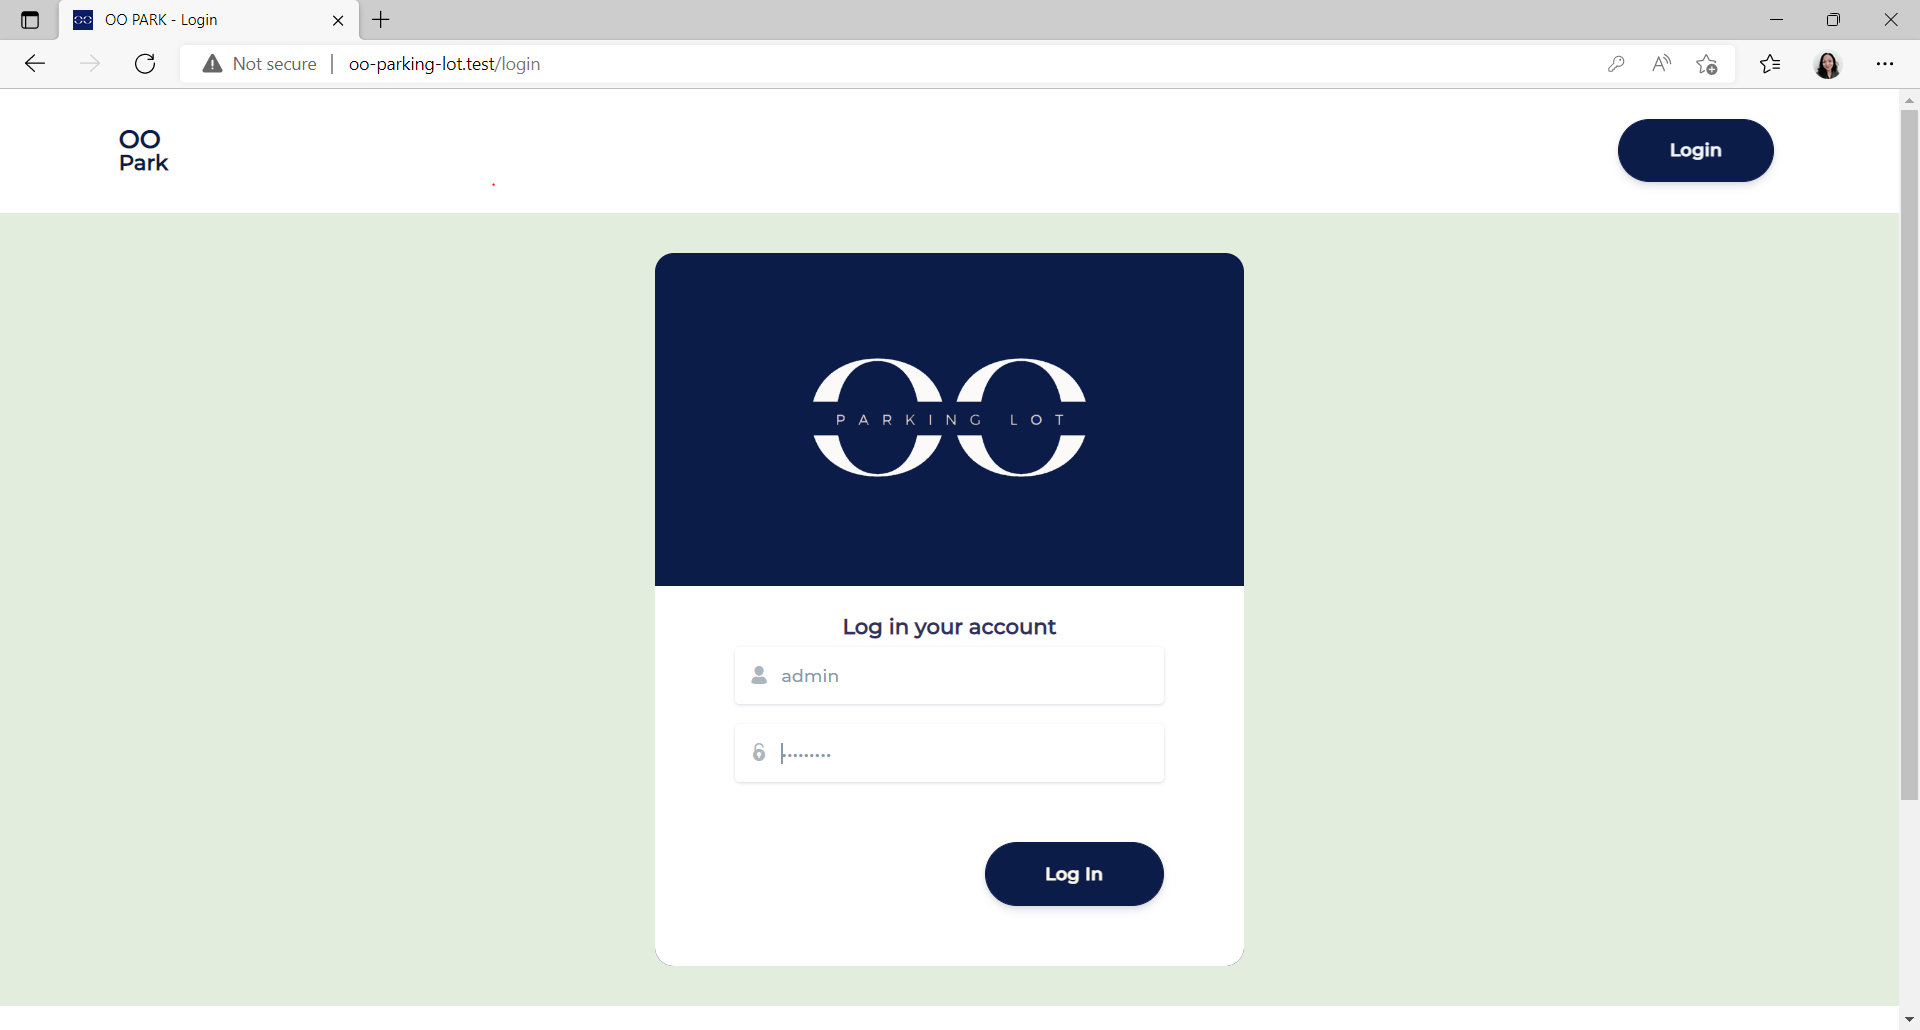 OO PARK - Login
Not secure
oo-parking-lot.test/login
OO
Park
Login
PARKING LOT
Log in your account
admin
.........
Log In